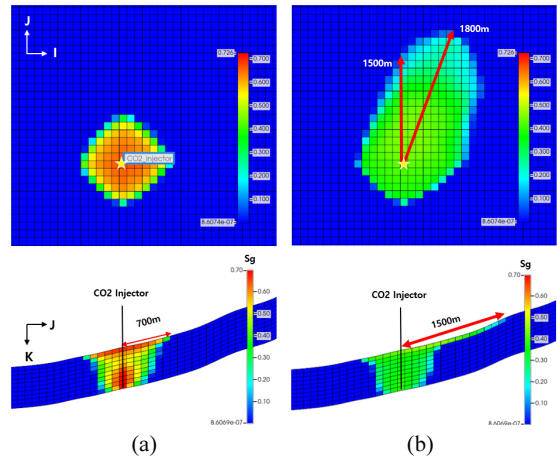 J
I
0.726
0.700
0.600
0.500
0.400
0.300
0.200
0.100
8.6074e-07
CO2_Injector
1800m
1500m
0.726
0.700
0.600
0.500
0.400
0.300
0.200
0.100
8.6074e-07
Sg
0.70
0.60
0.50
0.40
0.30
0.20
0.10
8.6069e-07
CO2 Injector
700m
J
K
Sg
0.70
0.60
0.50
0.40
0.30
0.20
0.10
8.6069e-07
CO2 Injector
1500m
(a)
(b)